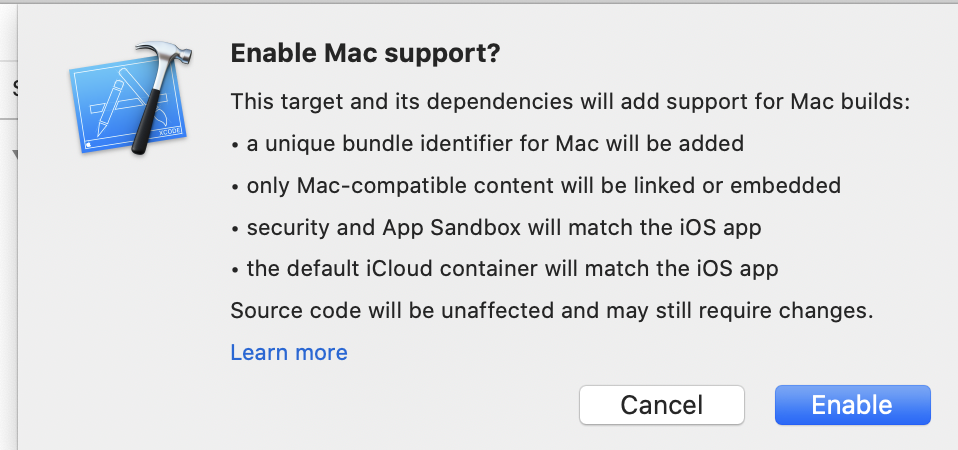 Enable Mac support?
This target and its dependencies will add support for Mac builds:
• a unique bundle identifier for Mac will be added
• only Mac-compatible content will be linked or embedded
• security and App Sandbox will match the iOS app
• the default iCloud container will match the iOS app
Source code will be unaffected and may still require changes.
Learn more
Cancel Enable
XCODE